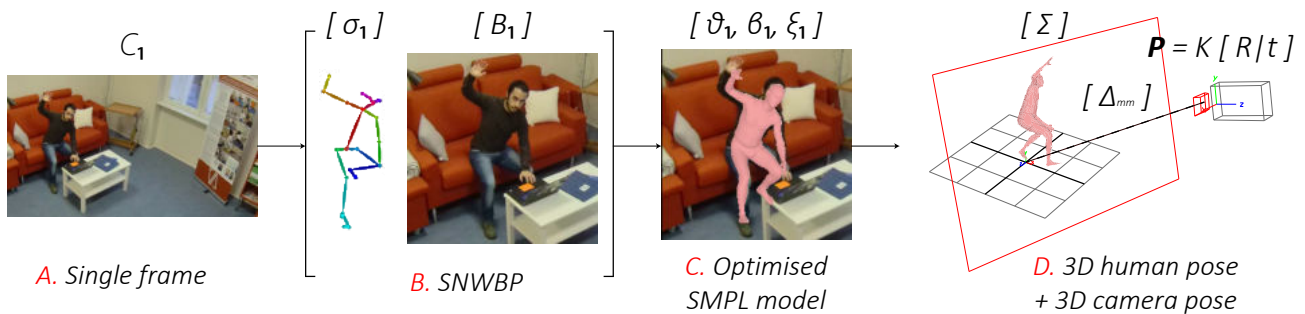 C₁
[ σ₁ ]
[ B₁ ]
[ ϑ₁, β₁, ξ₁ ]
[ Σ ]
P = K [ R|t ]
[ Δmm ]
y
z
A. Single frame
B. SNWBP
C. Optimised
SMPL model
D. 3D human pose
+ 3D camera pose